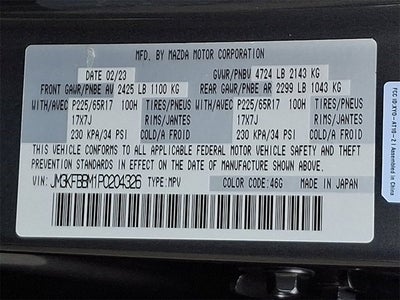 MFD. BY MAZDA MOTOR CORPORATION
DATE 02/23 GVWR/PNBV 4724 LB 2143 KG
FRONT GAWR/PNBE AV 2425 LB 1100 KG REAR GAWR/PNBE AR 2299 LB 1043 KG
WITH/AVEC P225/65R17 100H TIRES/PNEUS WITH/AVEC P225/65R17 100H TIRES/PNEUS
17X7J RIMS/JANTES 17X7J RIMS/JANTES
230 KPA/34 PSI COLD/A FROID 230 KPA/34 PSI COLD/A FROID
THIS VEHICLE CONFORMS TO ALL APPLICABLE FEDERAL MOTOR VEHICLE SAFETY AND THEFT
PREVENTION STANDARDS IN EFFECT ON THE DATE OF MANUFACTURE SHOWN ABOVE.
VIN: JM3KFBBM1P0204326 TYPE: MPV COLOR CODE: 46G MADE IN JAPAN
Assembled in China